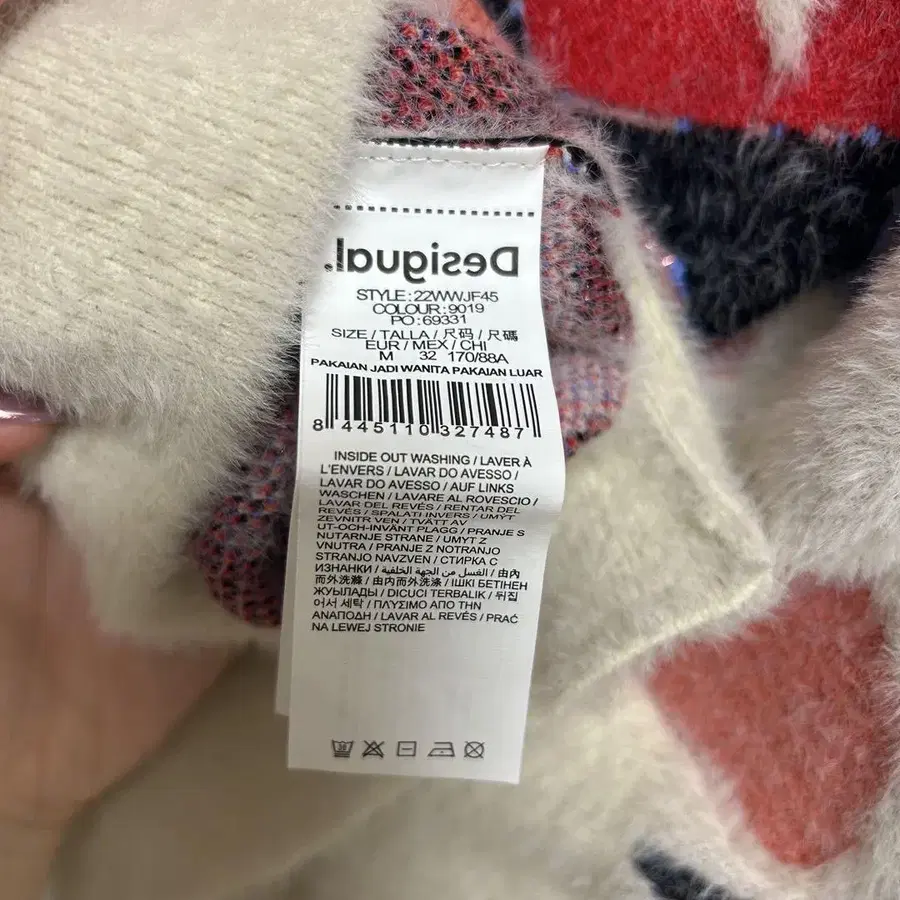 Desigual.
STYLE: 22WWJF45
COLOUR: 9019
PO: 69331
SIZE / TALLA / 尺码 / 尺碼
EUR / MEX / CHI
M 32 170/88A
PAKAIAN JADI WANITA PAKAIAN LUAR
8 445110 327487
INSIDE OUT WASHING / LAVER À
L'ENVERS / LAVAR DO AVESSO /
LAVAR DO AVESSO / AUF LINKS
WASCHEN / LAVARE AL ROVESCIO /
LAVAR DEL REVÉS / RENTAR DEL
REVÉS / SPALATI INVERS / UMYT
ZEVNITR VEN / TVÄTT AV
UT-OCH-INVÄNT PLAGG / PRANJE S
NUTARNJE STRANE / UMYT Z
VNUTRA / PRANJE Z NOTRANJO
STRANJO NAVZVEN / СТИРКА С
ИЗНАНКИ / الغسل من الجهة الخلفية / 由内
而外洗滌 / 由内而外洗涤 / ІШКІ БЕТІНЕН
ЖУЫЛАДЫ / DICUCI TERBALIK / 뒤집
어서 세탁 / ΠΛΥΣΙΜΟ ΑΠΟ ΤΗΝ
ΑΝΑΠΟΔΗ / LAVAR AL REVÉS / PRAĆ
NA LEWEJ STRONIE